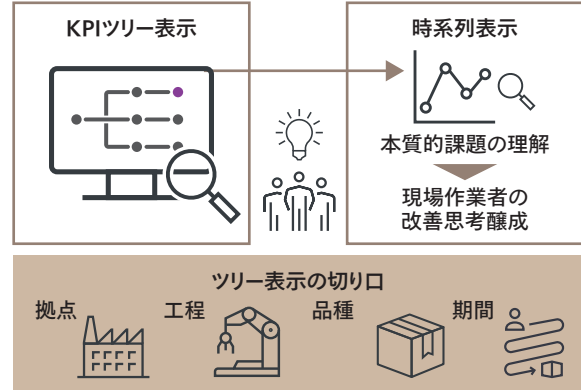 KPIツリー表示
時系列表示
本質的課題の理解
現場作業者の
改善思考醸成
ツリー表示の切り口
拠点
工程
品種
期間